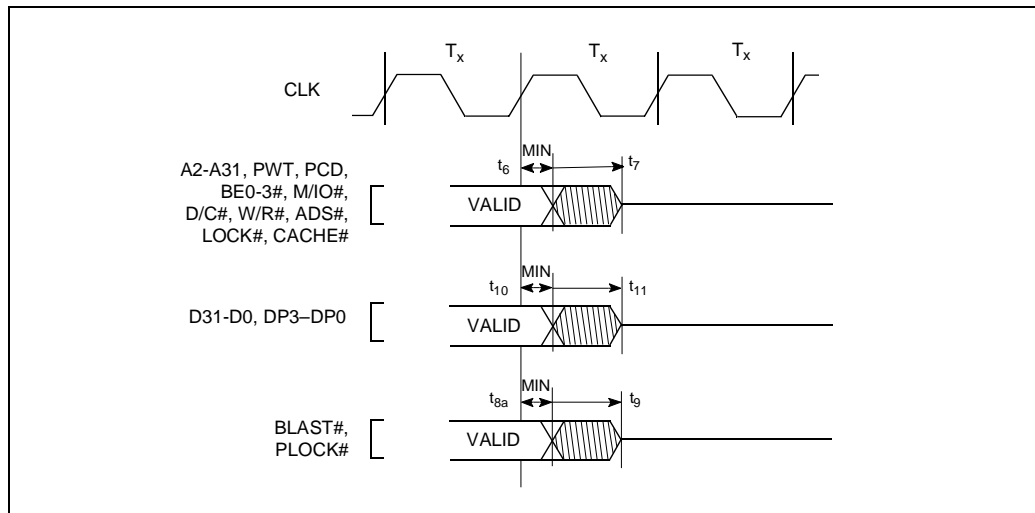 Tx Tx Tx
CLK
MIN
t6 t7
A2-A31, PWT, PCD,
BE0-3#, M/IO#,
D/C#, W/R#, ADS#,
LOCK#, CACHE#
VALID
MIN
t10 t11
D31-D0, DP3–DP0
VALID
MIN
t8a t9
BLAST#,
PLOCK#
VALID